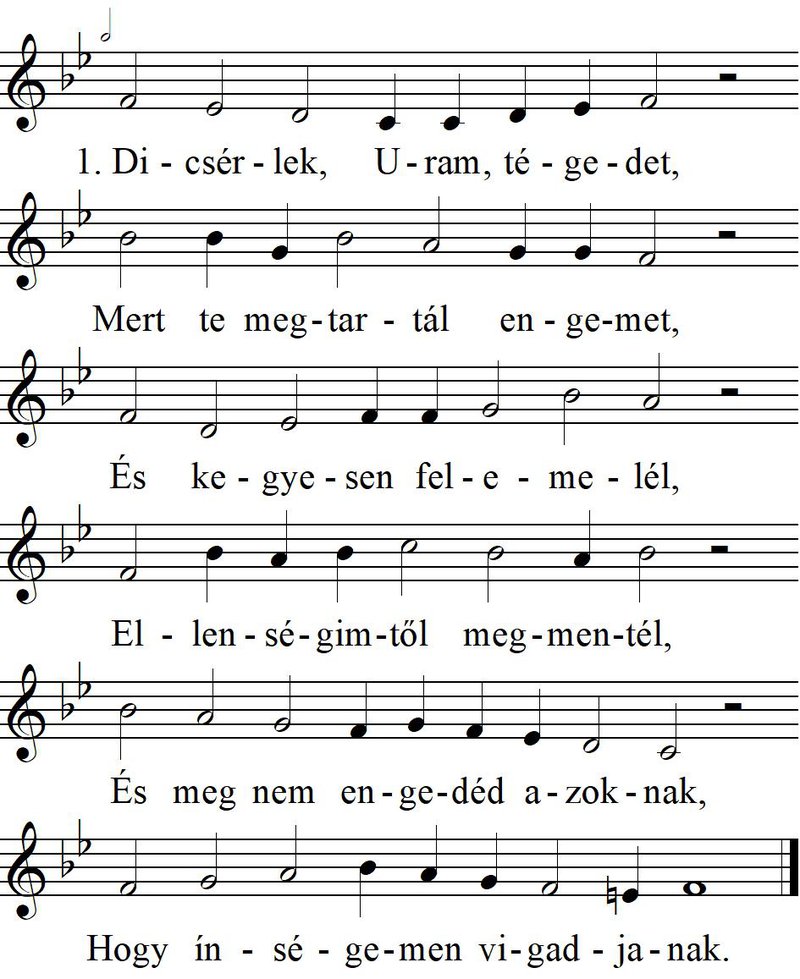 1. Di - csér - lek, U - ram, té - ge - det,
Mert te meg - tar - tál en - ge - met,
És ke - gye - sen fel - e - me - lél,
El - len - sé - gim - től meg - men - tél,
És meg nem en - ge - déd a - zok - nak,
Hogy ín - sé - ge - men vi - gad - ja - nak.